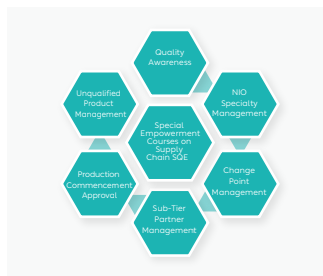 Quality
Awareness
Unqualified
Product
Management
NIO
Specialty
Management
Special
Empowerment
Courses on
Supply
Chain SQE
Production
Commencement
Approval
Change
Point
Management
Sub-Tier
Partner
Management